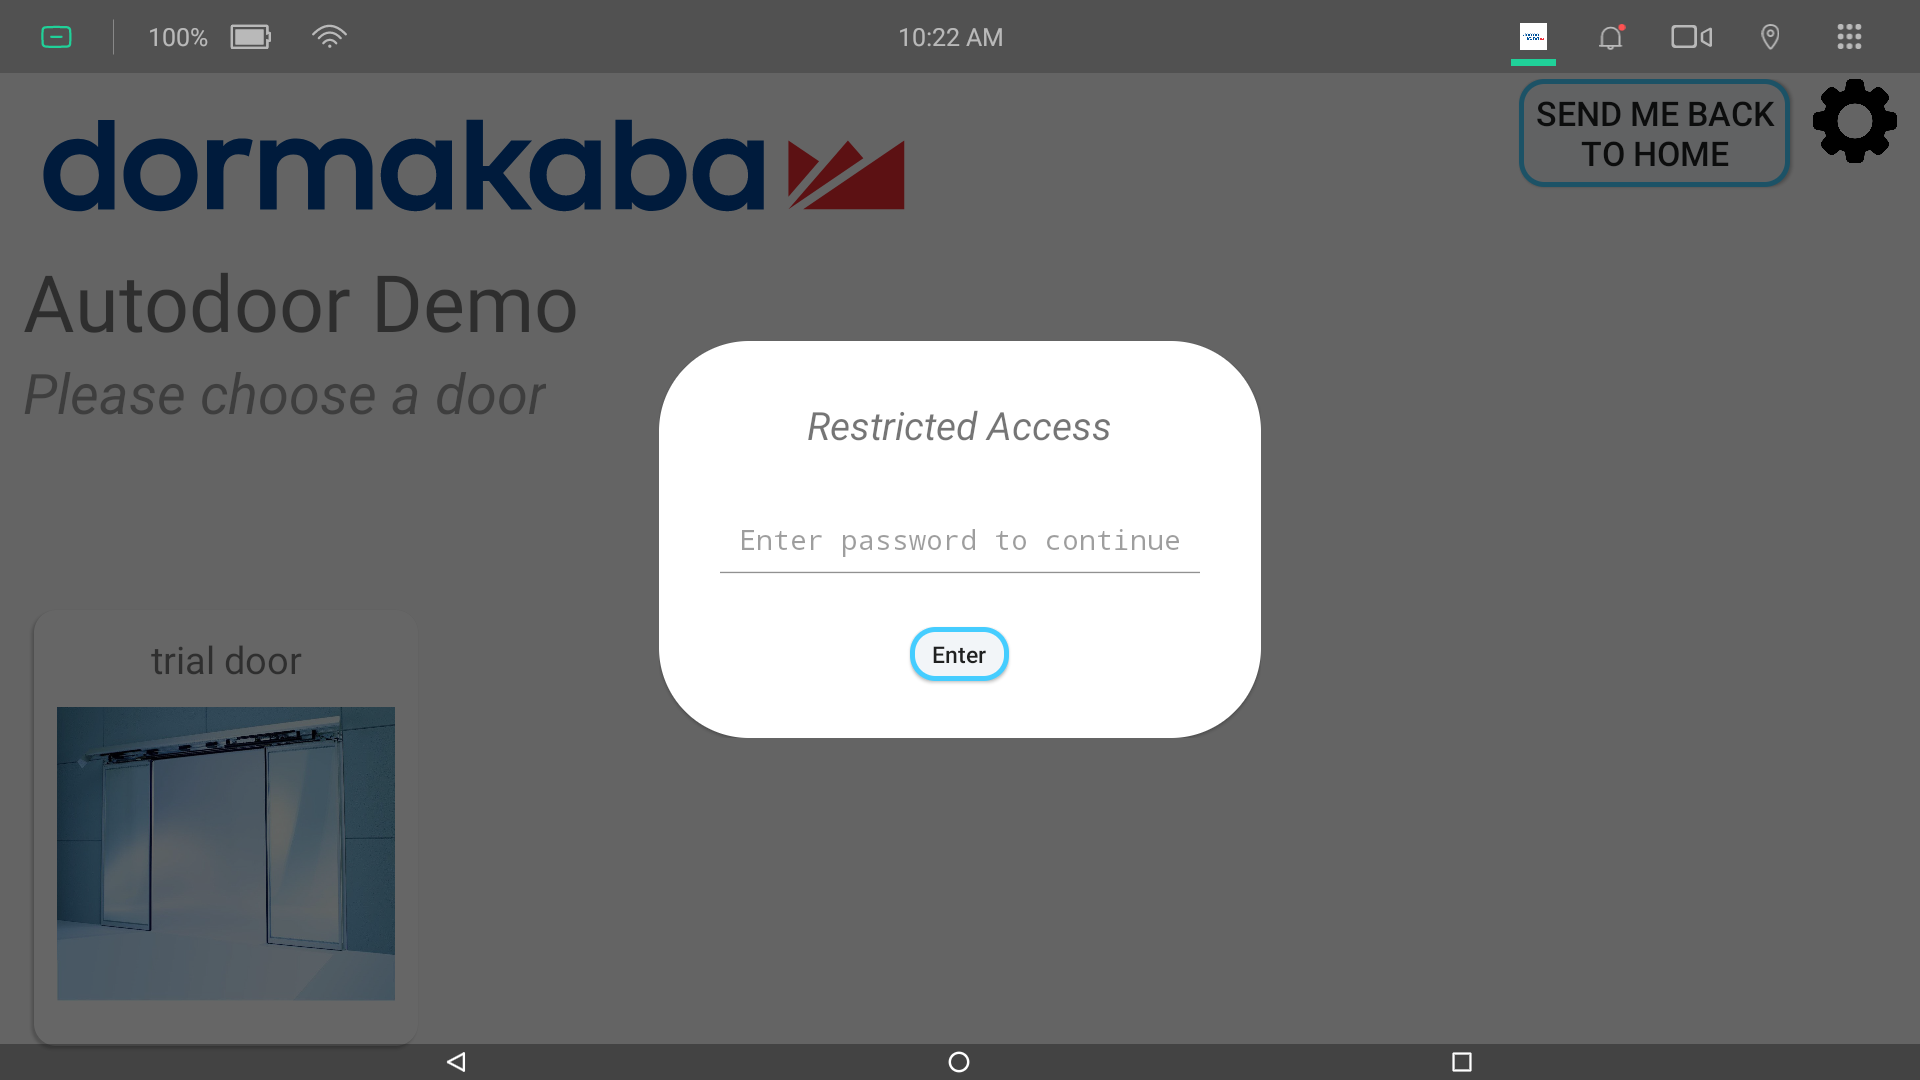 100%
10:22 AM
SEND ME BACK
TO HOME
dormakaba
Autodoor Demo
Please choose a door
Restricted Access
Enter password to continue
Enter
trial door